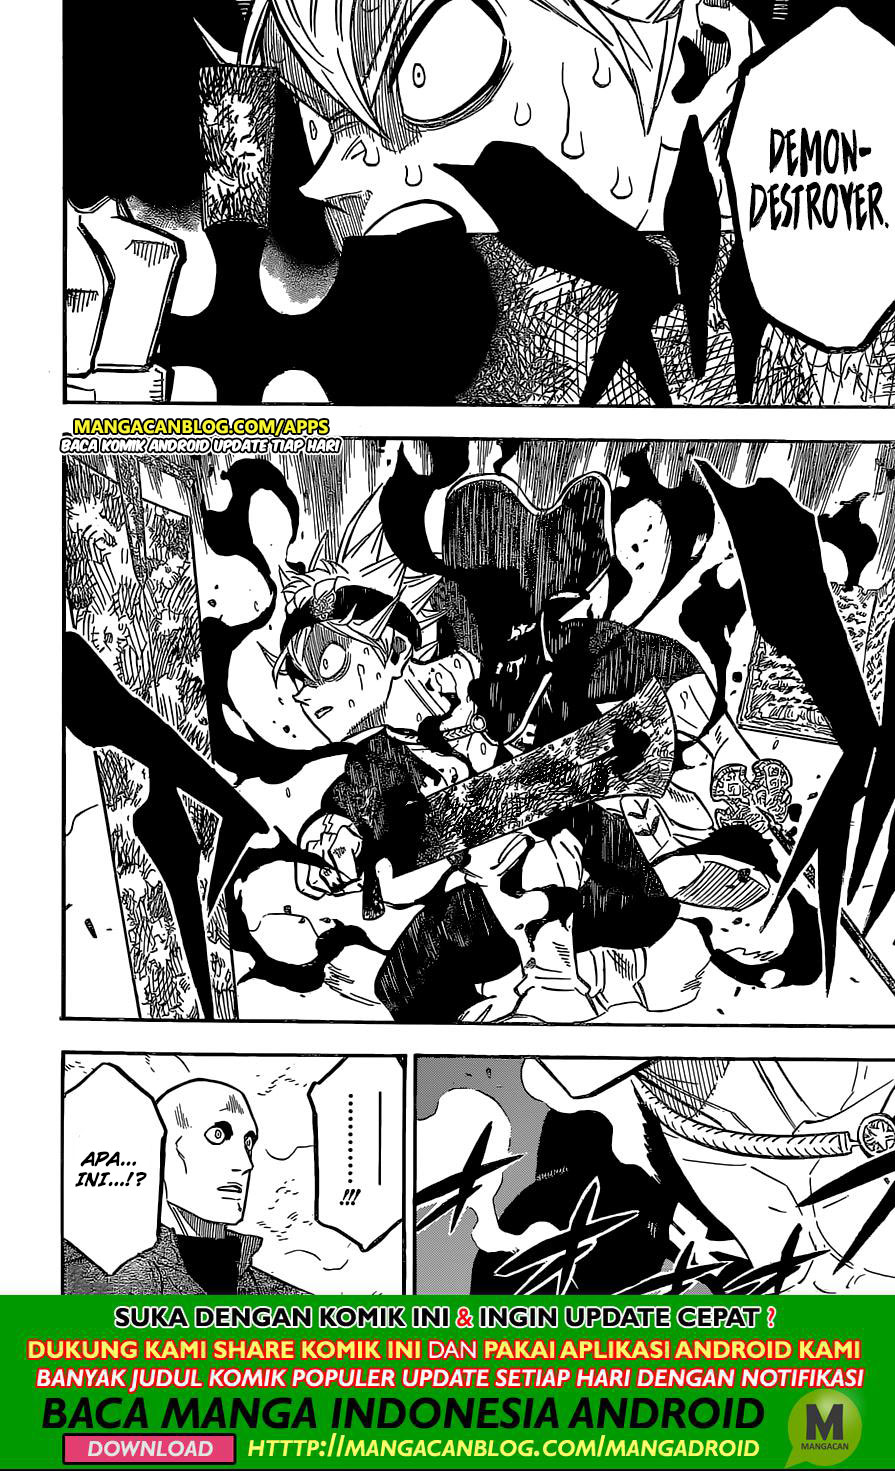 DEMON-
DESTROYER.
MANGACANBLOG.COM/APPS
BACA KOMIK ANDROID UPDATE TIAP HARI
!!!
APA...
INI...!?
SUKA DENGAN KOMIK INI & INGIN UPDATE CEPAT ?
DUKUNG KAMI SHARE KOMIK INI DAN PAKAI APLIKASI ANDROID KAMI
BANYAK JUDUL KOMIK POPULER UPDATE SETIAP HARI DENGAN NOTIFIKASI
BACA MANGA INDONESIA ANDROID
M
MANGACAN
DOWNLOAD HTTTP://MANGACANBLOG.COM/MANGADROID